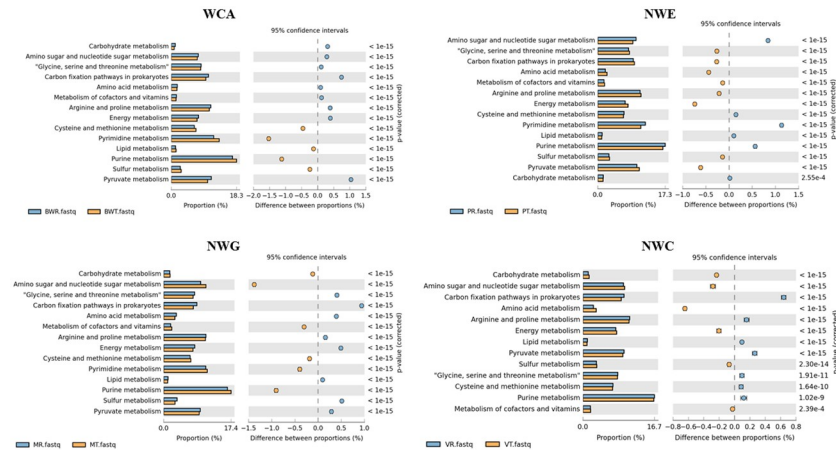 WCA
95% confidence intervals
Carbohydrate metabolism < 1e-15
Amino sugar and nucleotide sugar metabolism < 1e-15
"Glycine, serine and threonine metabolism" < 1e-15
Carbon fixation pathways in prokaryotes < 1e-15
Amino acid metabolism < 1e-15
Metabolism of cofactors and vitamins < 1e-15
Arginine and proline metabolism < 1e-15
Energy metabolism < 1e-15
Cysteine and methionine metabolism < 1e-15
Pyrimidine metabolism < 1e-15
Lipid metabolism < 1e-15
Purine metabolism < 1e-15
Sulfur metabolism < 1e-15
Pyruvate metabolism < 1e-15
p-value (corrected)
0.0 18.3 −2.0 −1.5 −1.0 −0.5 0.0 0.5 1.0 1.5
Proportion (%) Difference between proportions (%)
BWR.fastq BWT.fastq
NWE
95% confidence intervals
Amino sugar and nucleotide sugar metabolism < 1e-15
"Glycine, serine and threonine metabolism" < 1e-15
Carbon fixation pathways in prokaryotes < 1e-15
Amino acid metabolism < 1e-15
Metabolism of cofactors and vitamins < 1e-15
Arginine and proline metabolism < 1e-15
Energy metabolism < 1e-15
Cysteine and methionine metabolism < 1e-15
Pyrimidine metabolism < 1e-15
Lipid metabolism < 1e-15
Purine metabolism < 1e-15
Sulfur metabolism < 1e-15
Pyruvate metabolism < 1e-15
Carbohydrate metabolism 2.55e-4
p-value (corrected)
0.0 17.3 −1.0 −0.5 0.0 0.5 1.0 1.5
Proportion (%) Difference between proportions (%)
PR.fastq PT.fastq
NWG
95% confidence intervals
Carbohydrate metabolism < 1e-15
Amino sugar and nucleotide sugar metabolism < 1e-15
"Glycine, serine and threonine metabolism" < 1e-15
Carbon fixation pathways in prokaryotes < 1e-15
Amino acid metabolism < 1e-15
Metabolism of cofactors and vitamins < 1e-15
Arginine and proline metabolism < 1e-15
Energy metabolism < 1e-15
Cysteine and methionine metabolism < 1e-15
Pyrimidine metabolism < 1e-15
Lipid metabolism < 1e-15
Purine metabolism < 1e-15
Sulfur metabolism < 1e-15
Pyruvate metabolism < 1e-15
p-value (corrected)
0.0 17.4 −1.5 −1.0 −0.5 0.0 0.5 1.0
Proportion (%) Difference between proportions (%)
MR.fastq MT.fastq
NWC
95% confidence intervals
Carbohydrate metabolism < 1e-15
Amino sugar and nucleotide sugar metabolism < 1e-15
Carbon fixation pathways in prokaryotes < 1e-15
Amino acid metabolism < 1e-15
Arginine and proline metabolism < 1e-15
Energy metabolism < 1e-15
Lipid metabolism < 1e-15
Pyruvate metabolism < 1e-15
Sulfur metabolism 2.30e-14
"Glycine, serine and threonine metabolism" 1.91e-11
Cysteine and methionine metabolism 1.64e-10
Purine metabolism 1.02e-9
Metabolism of cofactors and vitamins 2.39e-4
p-value (corrected)
0.0 16.7 −0.8 −0.6 −0.4 −0.2 0.0 0.2 0.4 0.6 0.8
Proportion (%) Difference between proportions (%)
VR.fastq VT.fastq